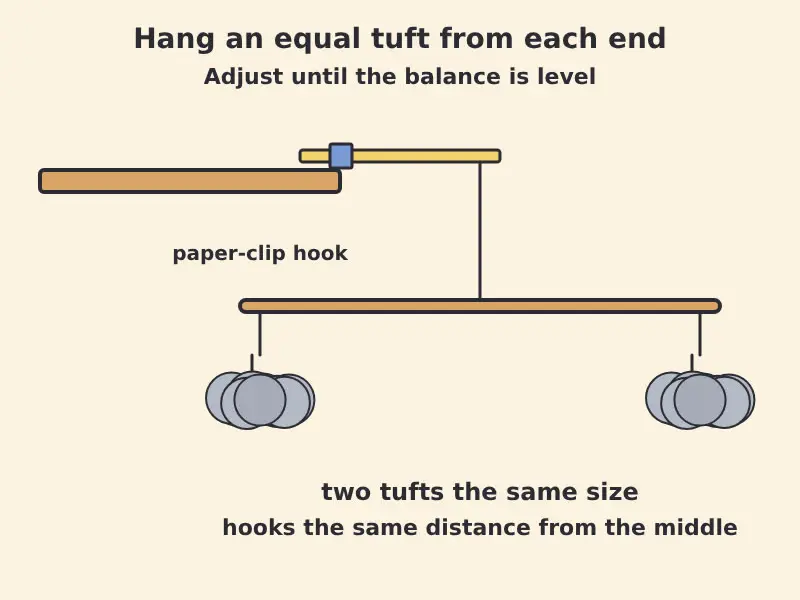 Hang an equal tuft from each end
Adjust until the balance is level
paper-clip hook
two tufts the same size
hooks the same distance from the middle